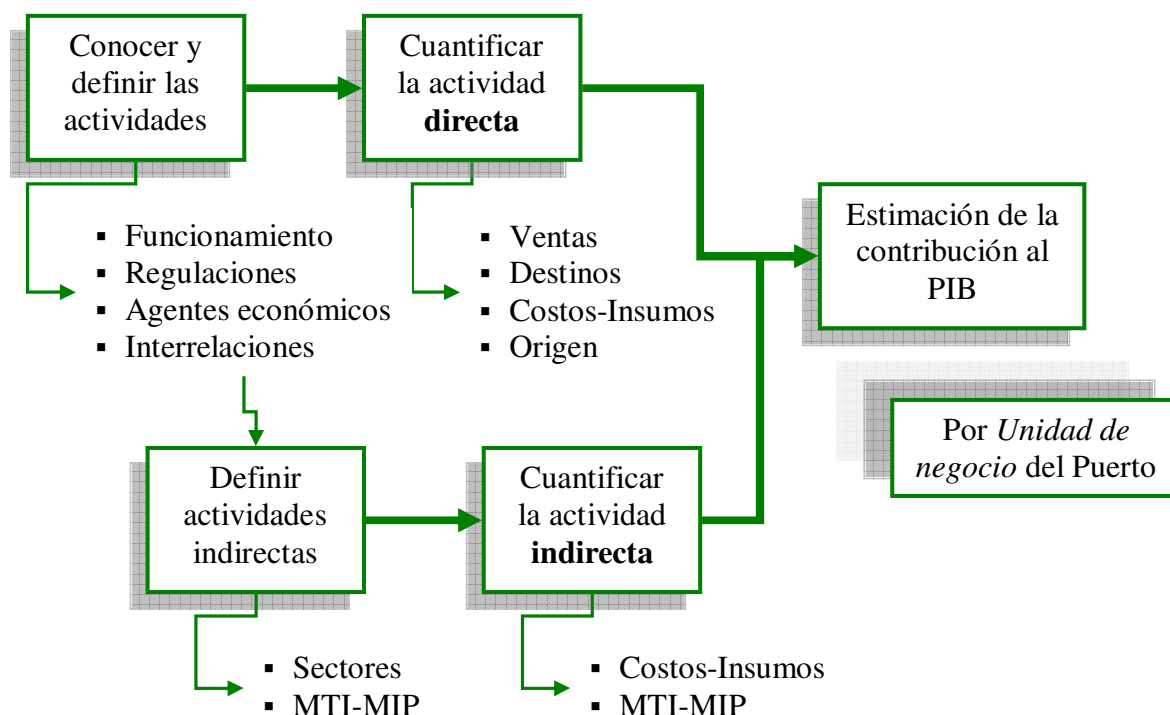 Conocer y
definir las
actividades
Cuantificar
la actividad
directa
▪ Funcionamiento
▪ Regulaciones
▪ Agentes económicos
▪ Interrelaciones
▪ Ventas
▪ Destinos
▪ Costos-Insumos
▪ Origen
Estimación de la
contribución al
PIB
Por Unidad de
negocio del Puerto
Definir
actividades
indirectas
Cuantificar
la actividad
indirecta
▪ Sectores
▪ MTI-MIP
▪ Costos-Insumos
▪ MTI-MIP